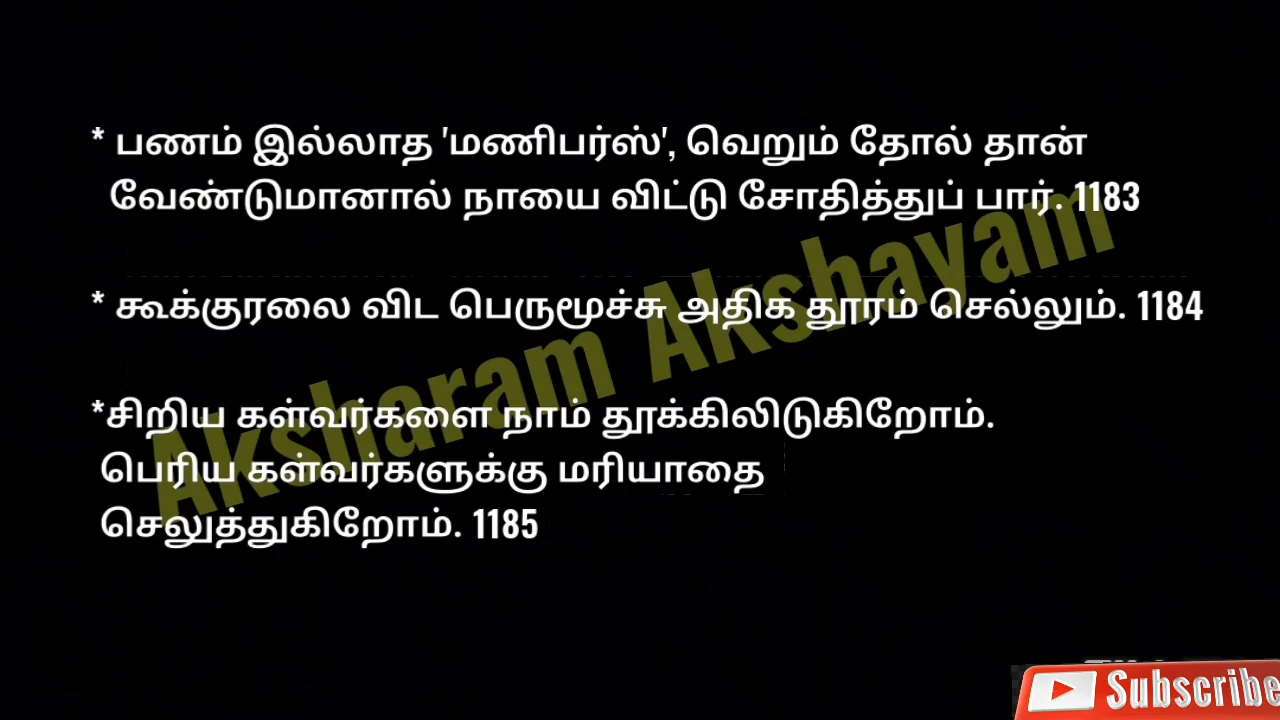 * பணம் இல்லாத 'மணிபர்ஸ்', வெறும் தோல் தான்
வேண்டுமானால் நாயை விட்டு சோதித்துப் பார். 1183
* கூக்குரலை விட பெருமூச்சு அதிக தூரம் செல்லும். 1184
*சிறிய கள்வர்களை நாம் தூக்கிலிடுகிறோம்.
பெரிய கள்வர்களுக்கு மரியாதை
செலுத்துகிறோம். 1185
Aksharam Akshayam
Subscribe